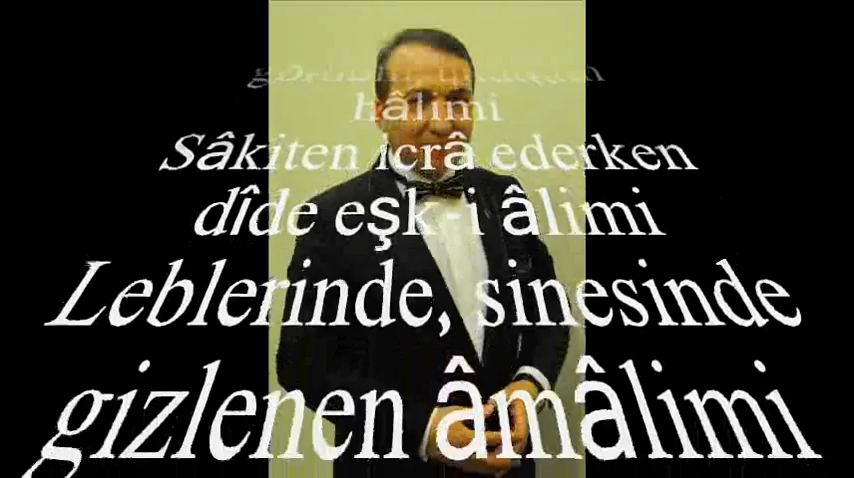 hâlimi
Sâkiten icrâ ederken
dîde eşk-i âlimi
Leblerinde, sinesinde
gizlenen âmâlimi